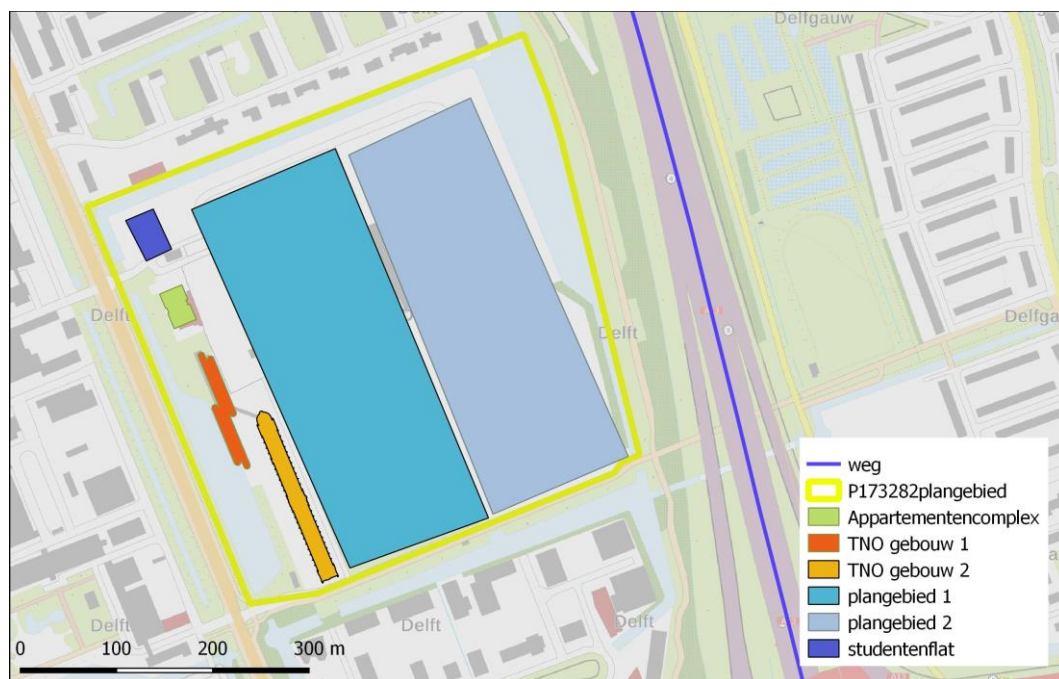 Delft
Delfgauw
Delft
Delft
Delfga
weg
P173282plangebied
Appartementencomplex
TNO gebouw 1
TNO gebouw 2
plangebied 1
plangebied 2
studentenflat
Delft
Delft
Delft
0 100 200 300 m